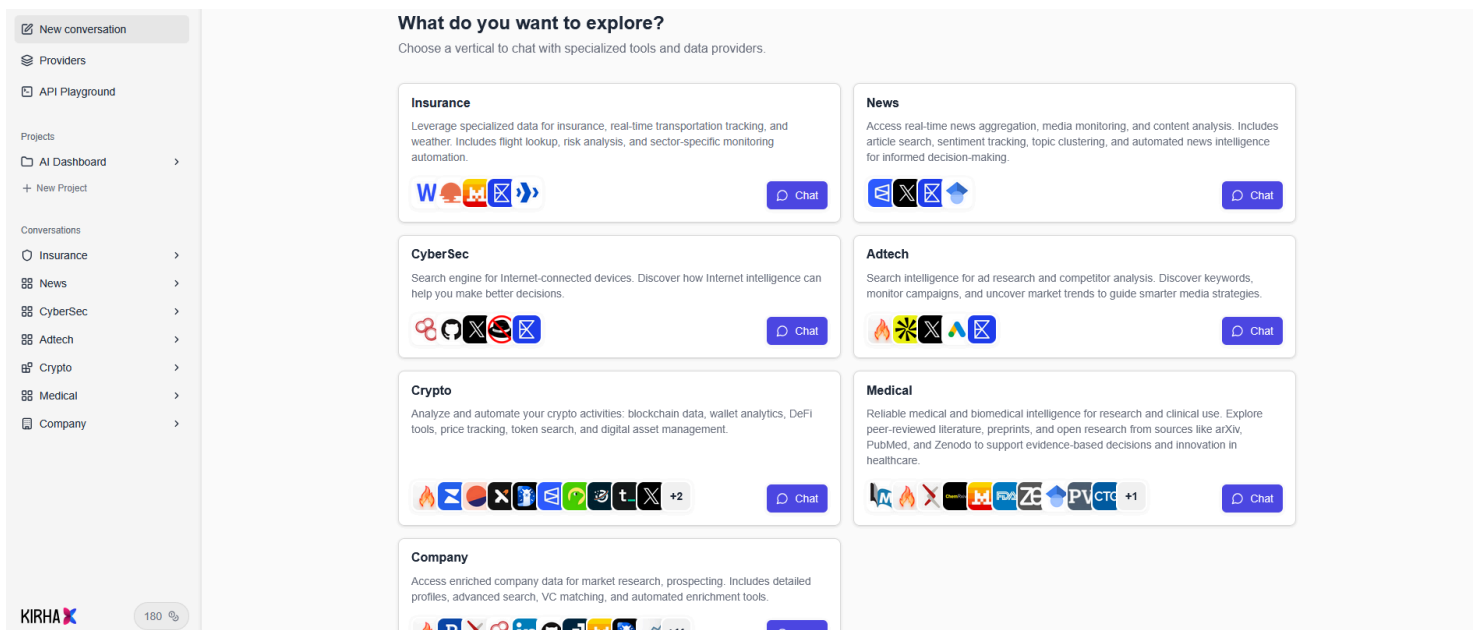 New conversation
Providers
API Playground
Projects
AI Dashboard
+ New Project
Conversations
Insurance
News
CyberSec
Adtech
Crypto
Medical
Company
KIRHA
180
What do you want to explore?
Choose a vertical to chat with specialized tools and data providers.
Insurance
Leverage specialized data for insurance, real-time transportation tracking, and
weather. Includes flight lookup, risk analysis, and sector-specific monitoring
automation.
W
Chat
News
Access real-time news aggregation, media monitoring, and content analysis. Includes
article search, sentiment tracking, topic clustering, and automated news intelligence
for informed decision-making.
Chat
CyberSec
Search engine for Internet-connected devices. Discover how Internet intelligence can
help you make better decisions.
Chat
Adtech
Search intelligence for ad research and competitor analysis. Discover keywords,
monitor campaigns, and uncover market trends to guide smarter media strategies.
Chat
Crypto
Analyze and automate your crypto activities: blockchain data, wallet analytics, DeFi
tools, price tracking, token search, and digital asset management.
t_ +2
Chat
Medical
Reliable medical and biomedical intelligence for research and clinical use. Explore
peer-reviewed literature, preprints, and open research from sources like arXiv,
PubMed, and Zenodo to support evidence-based decisions and innovation in
healthcare.
FDA PV CTG +1
Chat
Company
Access enriched company data for market research, prospecting. Includes detailed
profiles, advanced search, VC matching, and automated enrichment tools.